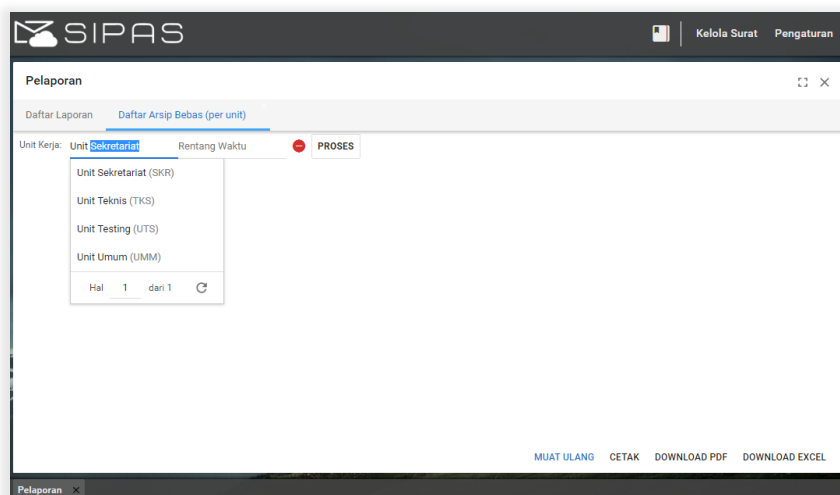 SIPAS
Kelola Surat Pengaturan
Pelaporan
Daftar Laporan Daftar Arsip Bebas (per unit)
Unit Kerja: Unit Sekretariat Rentang Waktu PROSES
Unit Sekretariat (SKR)
Unit Teknis (TKS)
Unit Testing (UTS)
Unit Umum (UMM)
Hal 1 dari 1
MUAT ULANG CETAK DOWNLOAD PDF DOWNLOAD EXCEL
Pelaporan